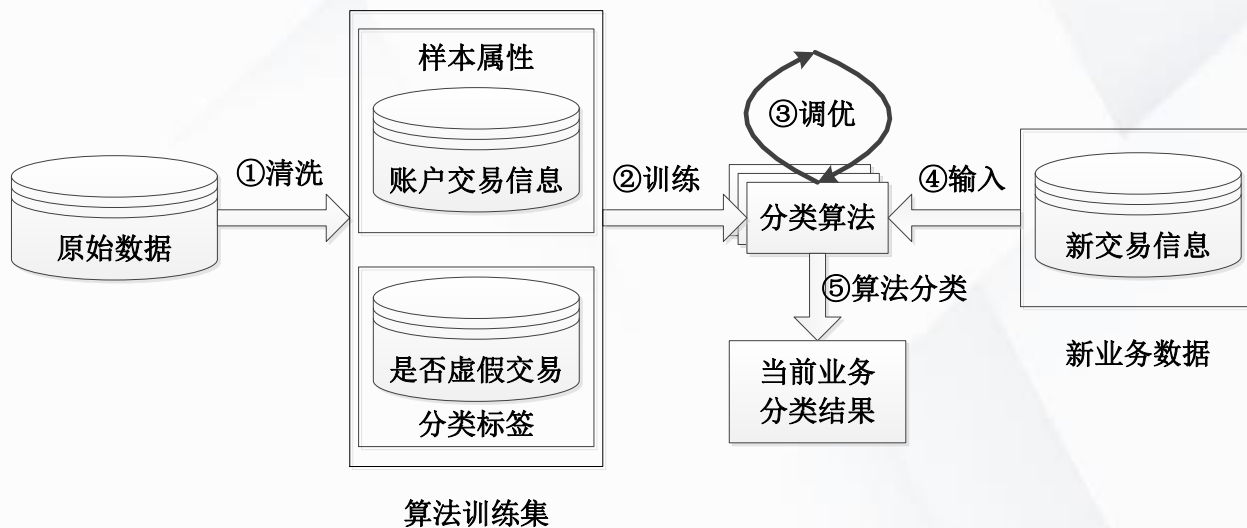 样本属性
账户交易信息
是否虚假交易
分类标签
算法训练集
原始数据
①清洗
②训练
③调优
分类算法
④输入
新交易信息
新业务数据
⑤算法分类
当前业务
分类结果